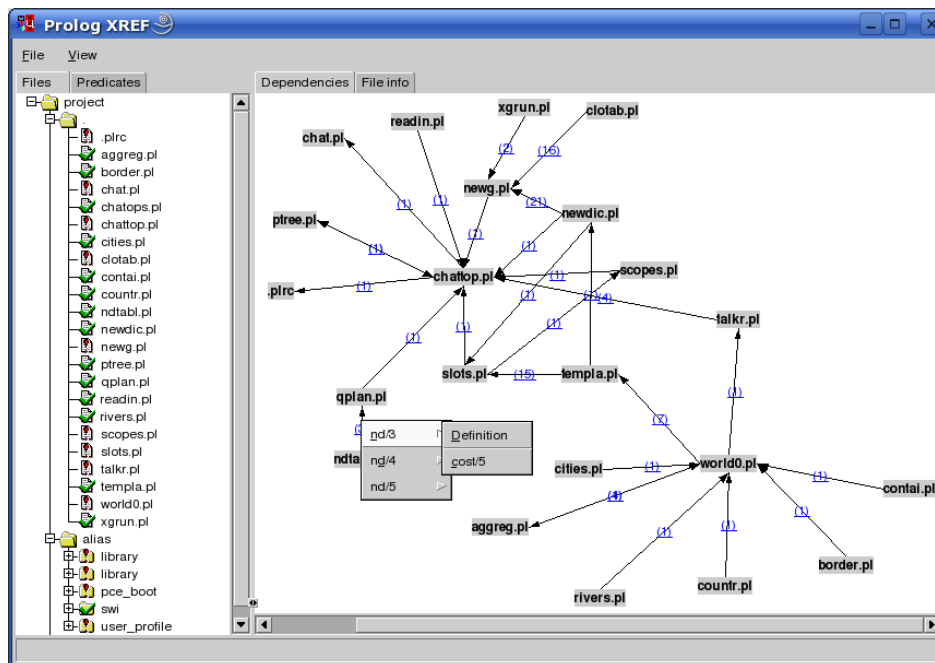 Prolog XREF
File View
Files Predicates
Dependencies File info
project
.
.plrc
aggreg.pl
border.pl
chat.pl
chatops.pl
chattop.pl
cities.pl
clotab.pl
contai.pl
countr.pl
ndtabl.pl
newdic.pl
newg.pl
ptree.pl
qplan.pl
readin.pl
rivers.pl
scopes.pl
slots.pl
talkr.pl
templa.pl
world0.pl
xgrun.pl
alias
library
library
pce_boot
swi
user_profile
xgrun.pl
clotab.pl
readin.pl
chat.pl
(2)
(16)
newg.pl
(1)
(1)
(21)
newdic.pl
ptree.pl
(1)
(1)
(1)
chattop.pl
(1)
scopes.pl
.plrc
(1)
(1)
(4)
talkr.pl
(1)
(1)
(1)
slots.pl
(15)
templa.pl
(1)
qplan.pl
(7)
nd/3
Definition
nd/4
cost/5
nd/5
ndta
cities.pl
(1)
world0.pl
(1)
contai.pl
(4)
aggreg.pl
(1)
(1)
(1)
border.pl
countr.pl
rivers.pl